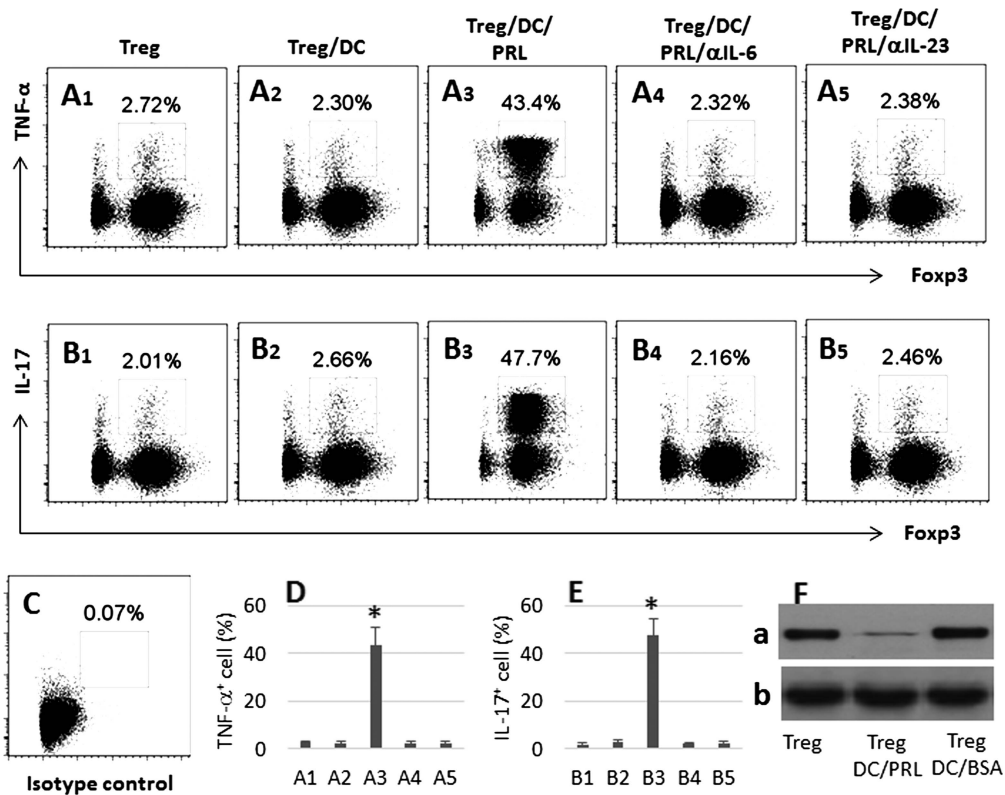 Treg
Treg/DC
Treg/DC/
PRL
Treg/DC/
PRL/αIL-6
Treg/DC/
PRL/αIL-23
TNF-α
A1
2.72%
A2
2.30%
A3
43.4%
A4
2.32%
A5
2.38%
Foxp3
IL-17
B1
2.01%
B2
2.66%
B3
47.7%
B4
2.16%
B5
2.46%
Foxp3
C
0.07%
Isotype control
D
TNF-α⁺ cell (%)
60
40
20
0
*
A1 A2 A3 A4 A5
E
IL-17⁺ cell (%)
60
40
20
0
*
B1 B2 B3 B4 B5
F
a
b
Treg
Treg
DC/PRL
Treg
DC/BSA